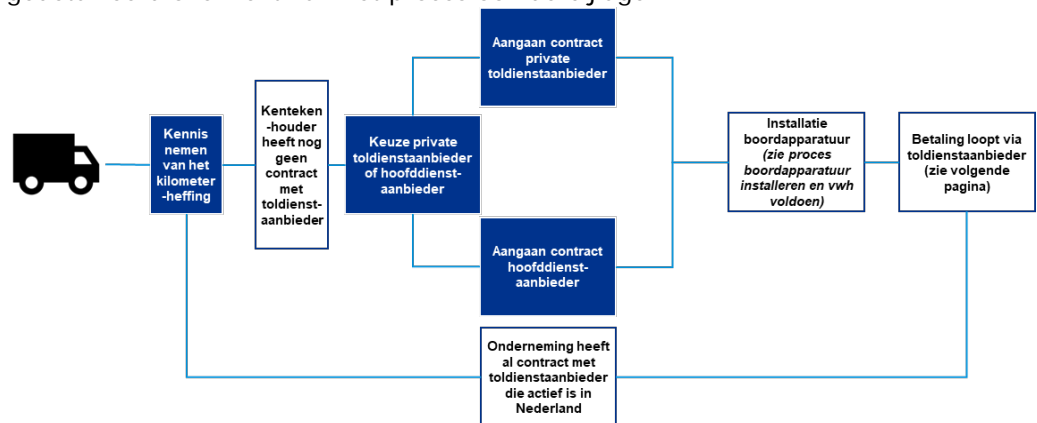 Aangaan contract
private
toldienstaanbieder
Kennis
nemen
van het
kilometer
-heffing
Kenteken
-houder
heeft nog
geen
contract
met
toldienst-
aanbieder
Keuze private
toldienstaanbieder
of hoofddienst-
aanbieder
Aangaan contract
hoofddienst-
aanbieder
Installatie
boordapparatuur
(zie proces
boordapparatuur
installeren en vwh
voldoen)
Betaling loopt via
toldienstaanbieder
(zie volgende
pagina)
Onderneming heeft
al contract met
toldienstaanbieder
die actief is in
Nederland